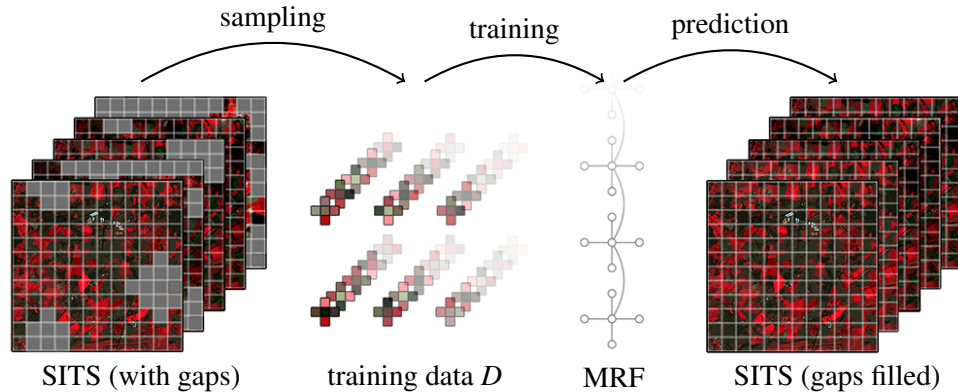 sampling
training
prediction
SITS (with gaps)
training data D
MRF
SITS (gaps filled)